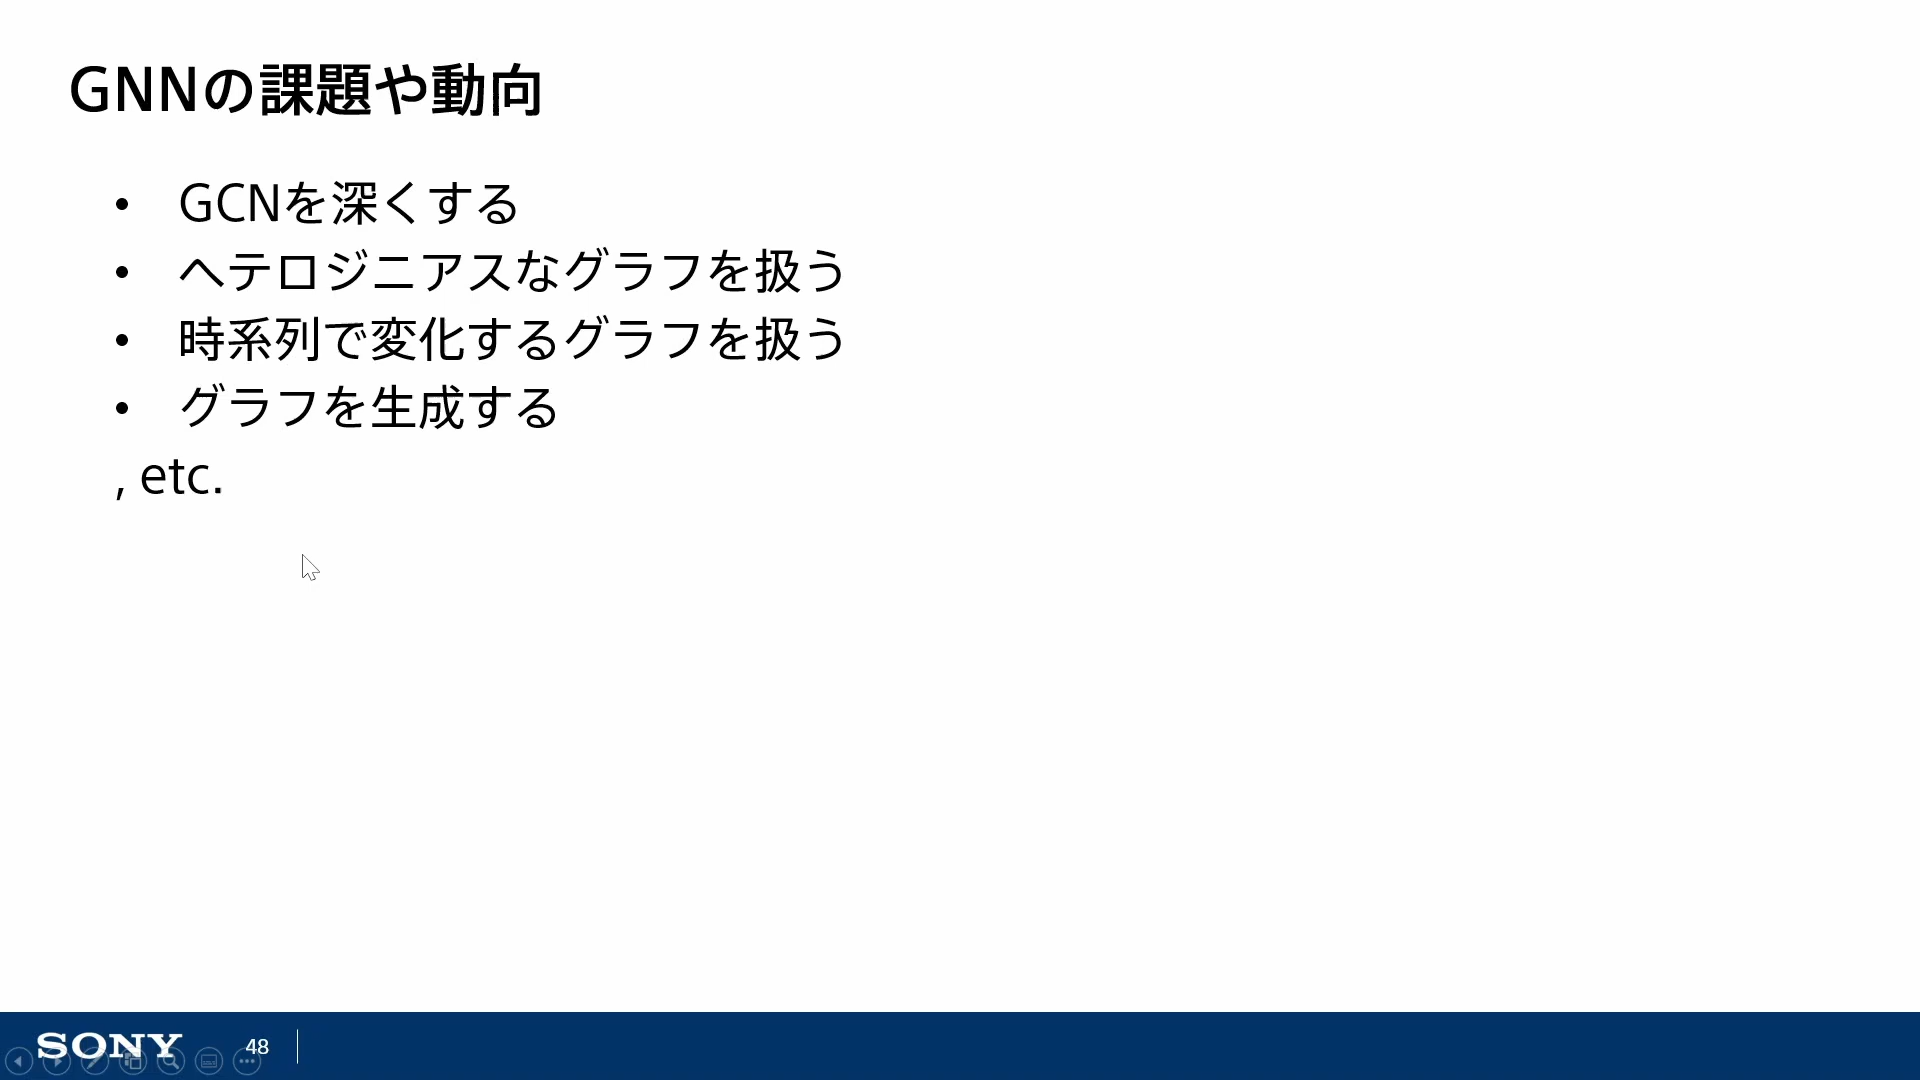 GNNの課題や動向
• GCNを深くする
• ヘテロジニアスなグラフを扱う
• 時系列で変化するグラフを扱う
• グラフを生成する
, etc.
SONY 48